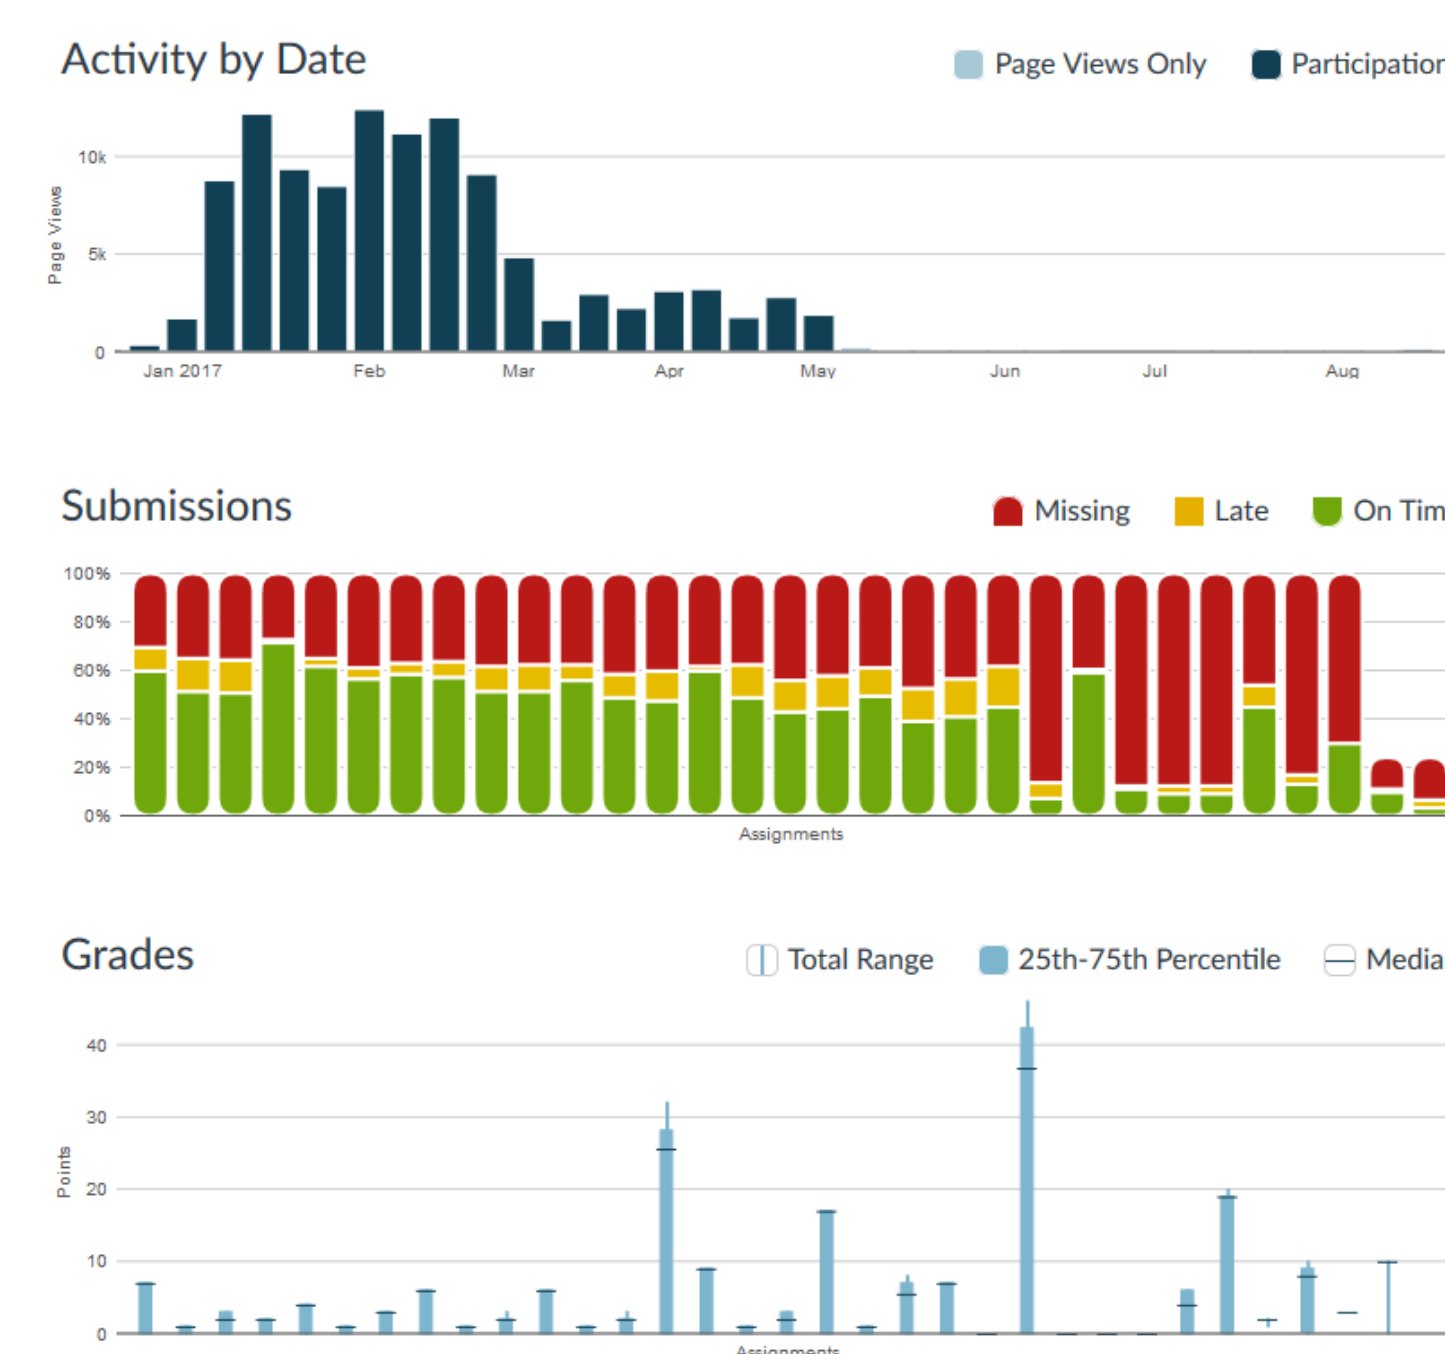 Activity by Date
Page Views Only
Participation
10k
5k
0
Page Views
Jan 2017 Feb Mar Apr May Jun Jul Aug
Submissions
Missing Late On Tim
100%
80%
60%
40%
20%
0%
Assignments
Grades
Total Range 25th-75th Percentile Media
40
30
20
10
0
Points
Assignments